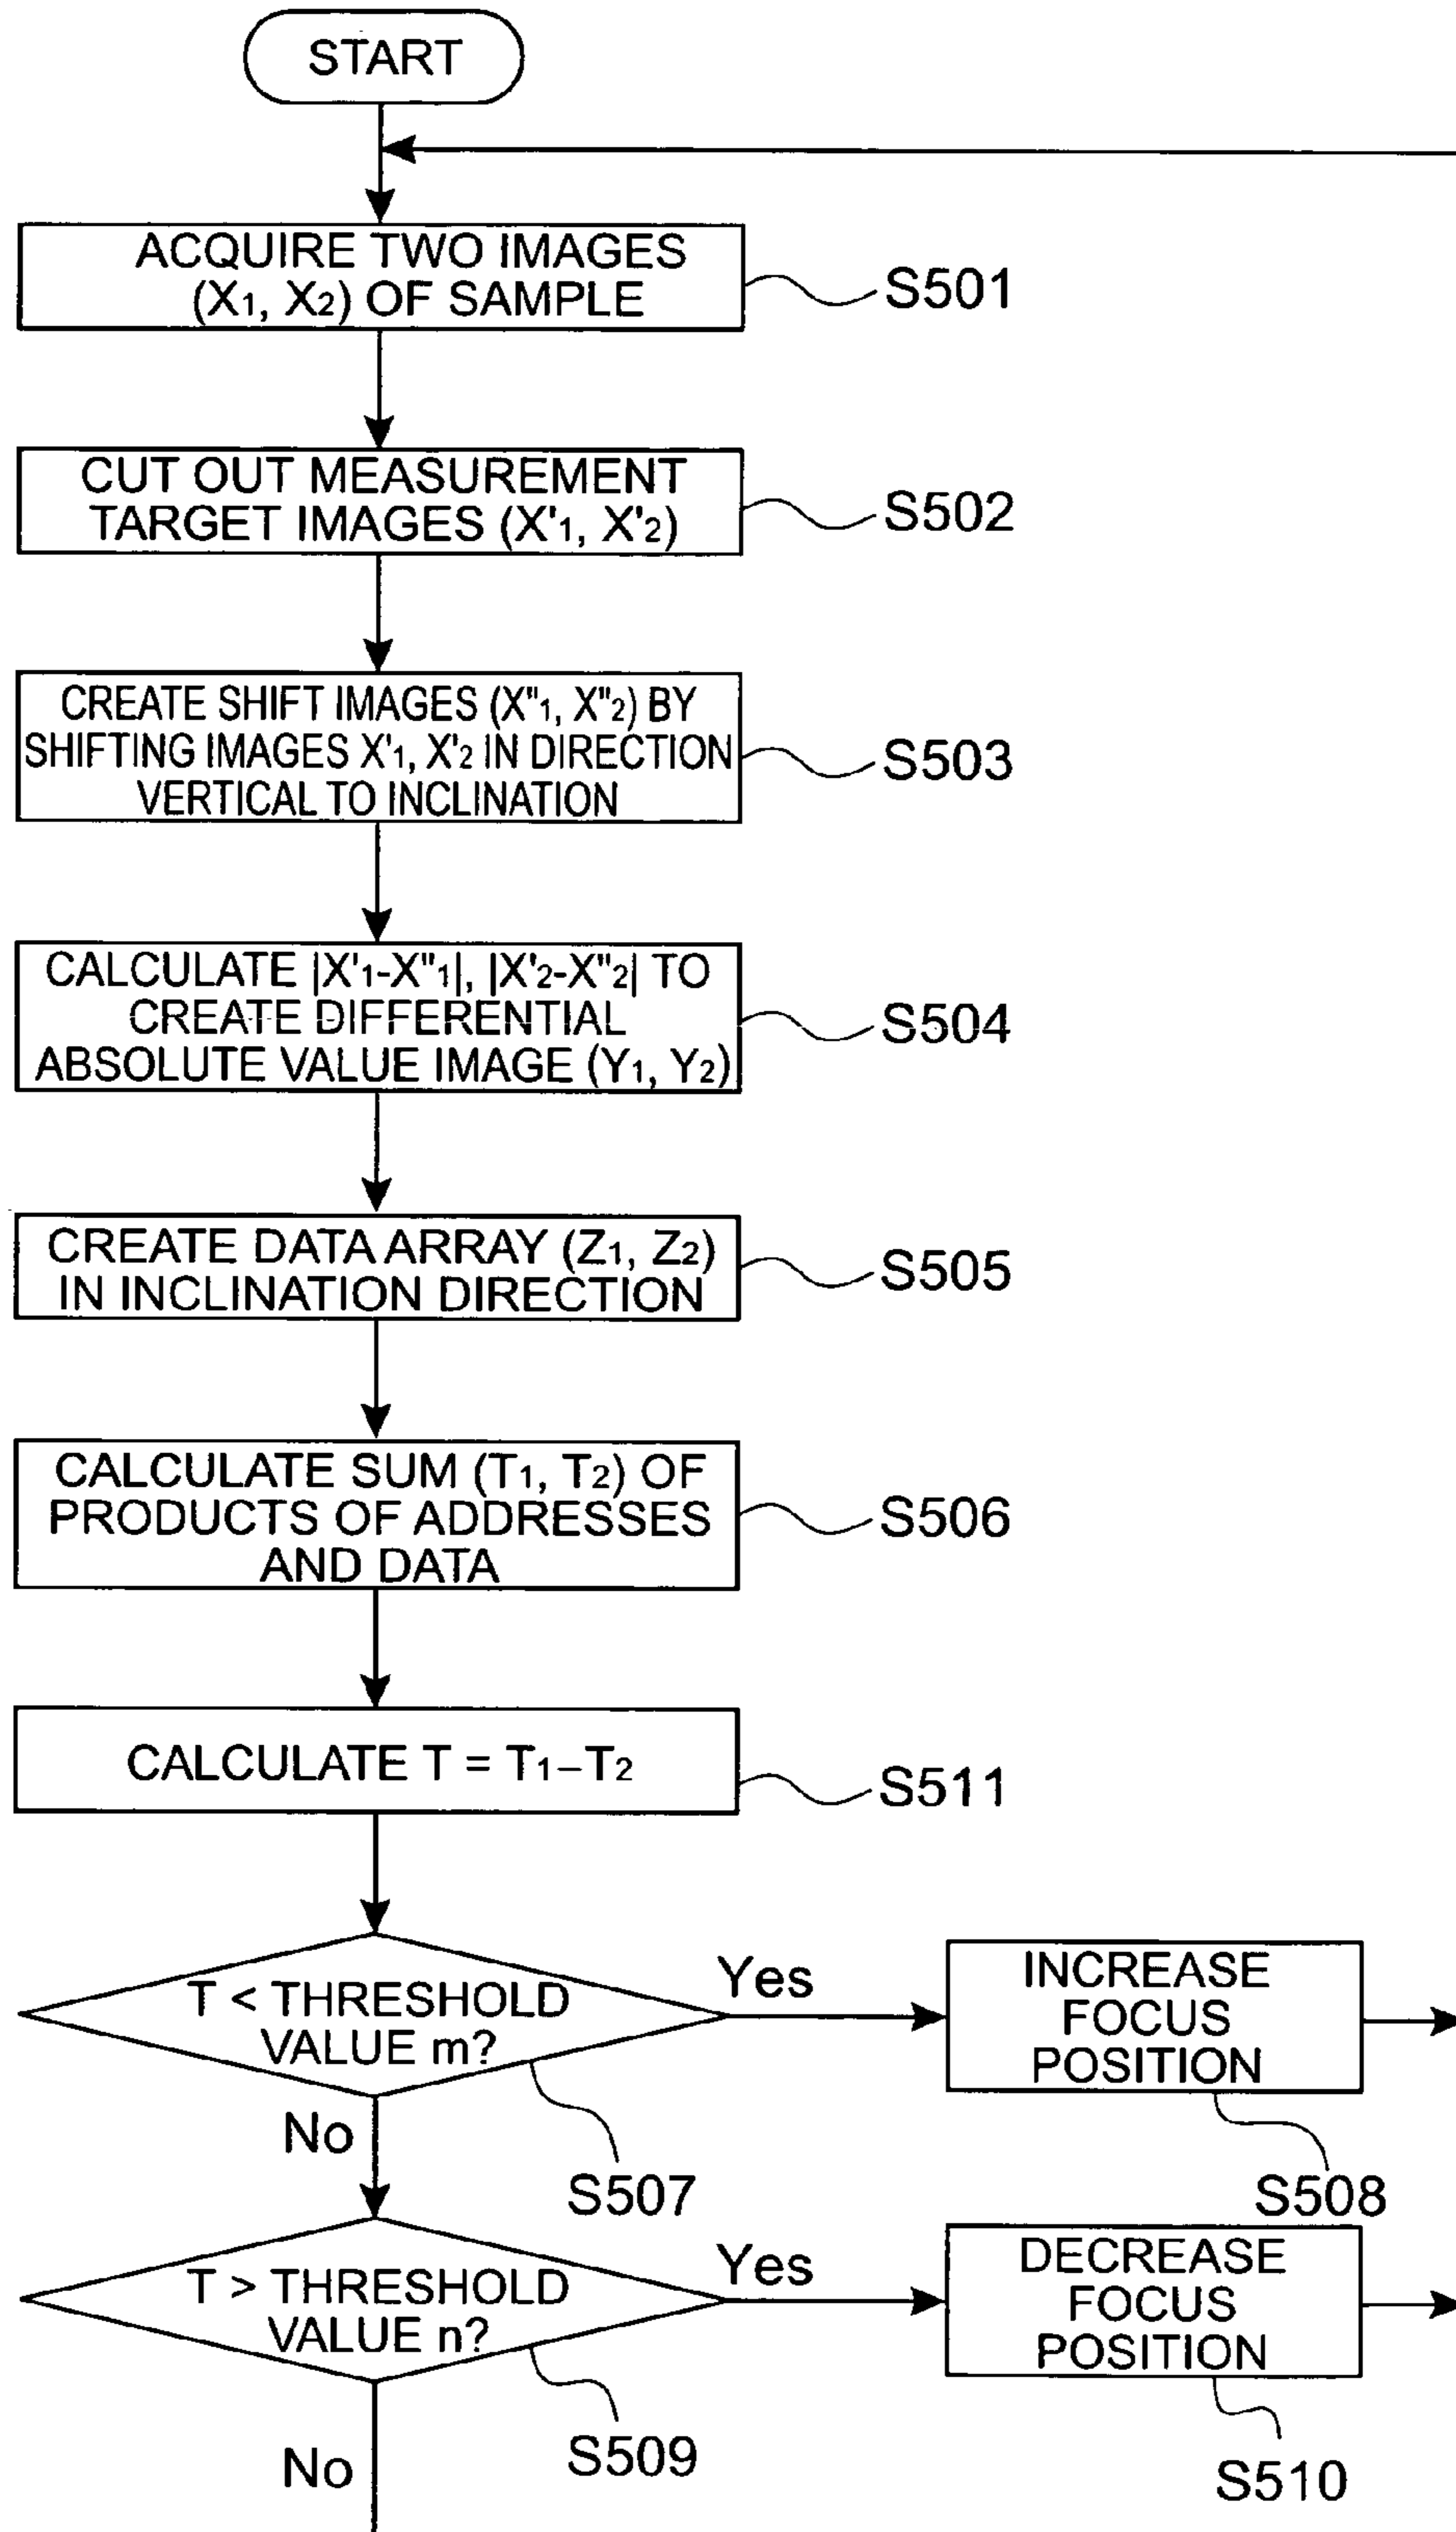 START
ACQUIRE TWO IMAGES
(X₁, X₂) OF SAMPLE
S501
CUT OUT MEASUREMENT
TARGET IMAGES (X'₁, X'₂)
S502
CREATE SHIFT IMAGES (X"₁, X"₂) BY
SHIFTING IMAGES X'₁, X'₂ IN DIRECTION
VERTICAL TO INCLINATION
S503
CALCULATE |X'₁-X"₁|, |X'₂-X"₂| TO
CREATE DIFFERENTIAL
ABSOLUTE VALUE IMAGE (Y₁, Y₂)
S504
CREATE DATA ARRAY (Z₁, Z₂)
IN INCLINATION DIRECTION
S505
CALCULATE SUM (T₁, T₂) OF
PRODUCTS OF ADDRESSES
AND DATA
S506
CALCULATE T = T₁–T₂
S511
T < THRESHOLD
VALUE m?
Yes
INCREASE
FOCUS
POSITION
No
S507
S508
T > THRESHOLD
VALUE n?
Yes
DECREASE
FOCUS
POSITION
No
S509
S510